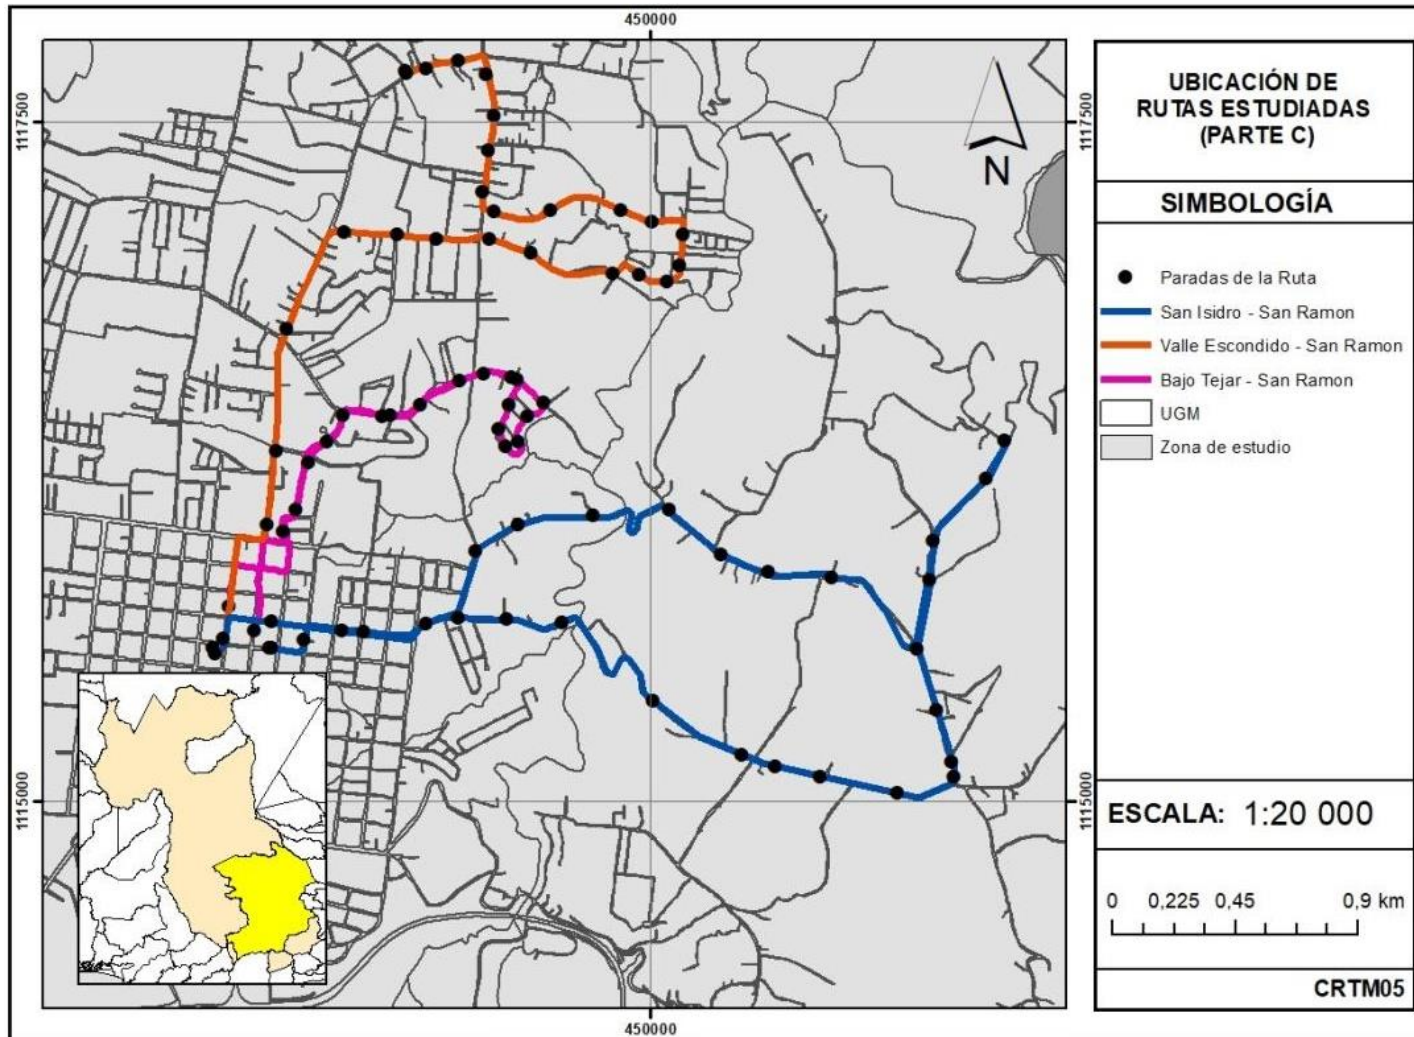 450000
1117500
1117500
N
1115000
1115000
450000
UBICACIÓN DE
RUTAS ESTUDIADAS
(PARTE C)
SIMBOLOGÍA
Paradas de la Ruta
San Isidro - San Ramon
Valle Escondido - San Ramon
Bajo Tejar - San Ramon
UGM
Zona de estudio
ESCALA: 1:20 000
0 0,225 0,45 0,9 km
CRTM05